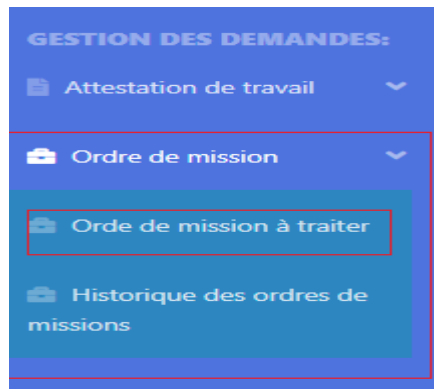 GESTION DES DEMANDES:
Attestation de travail
Ordre de mission
Orde de mission à traiter
Historique des ordres de
missions